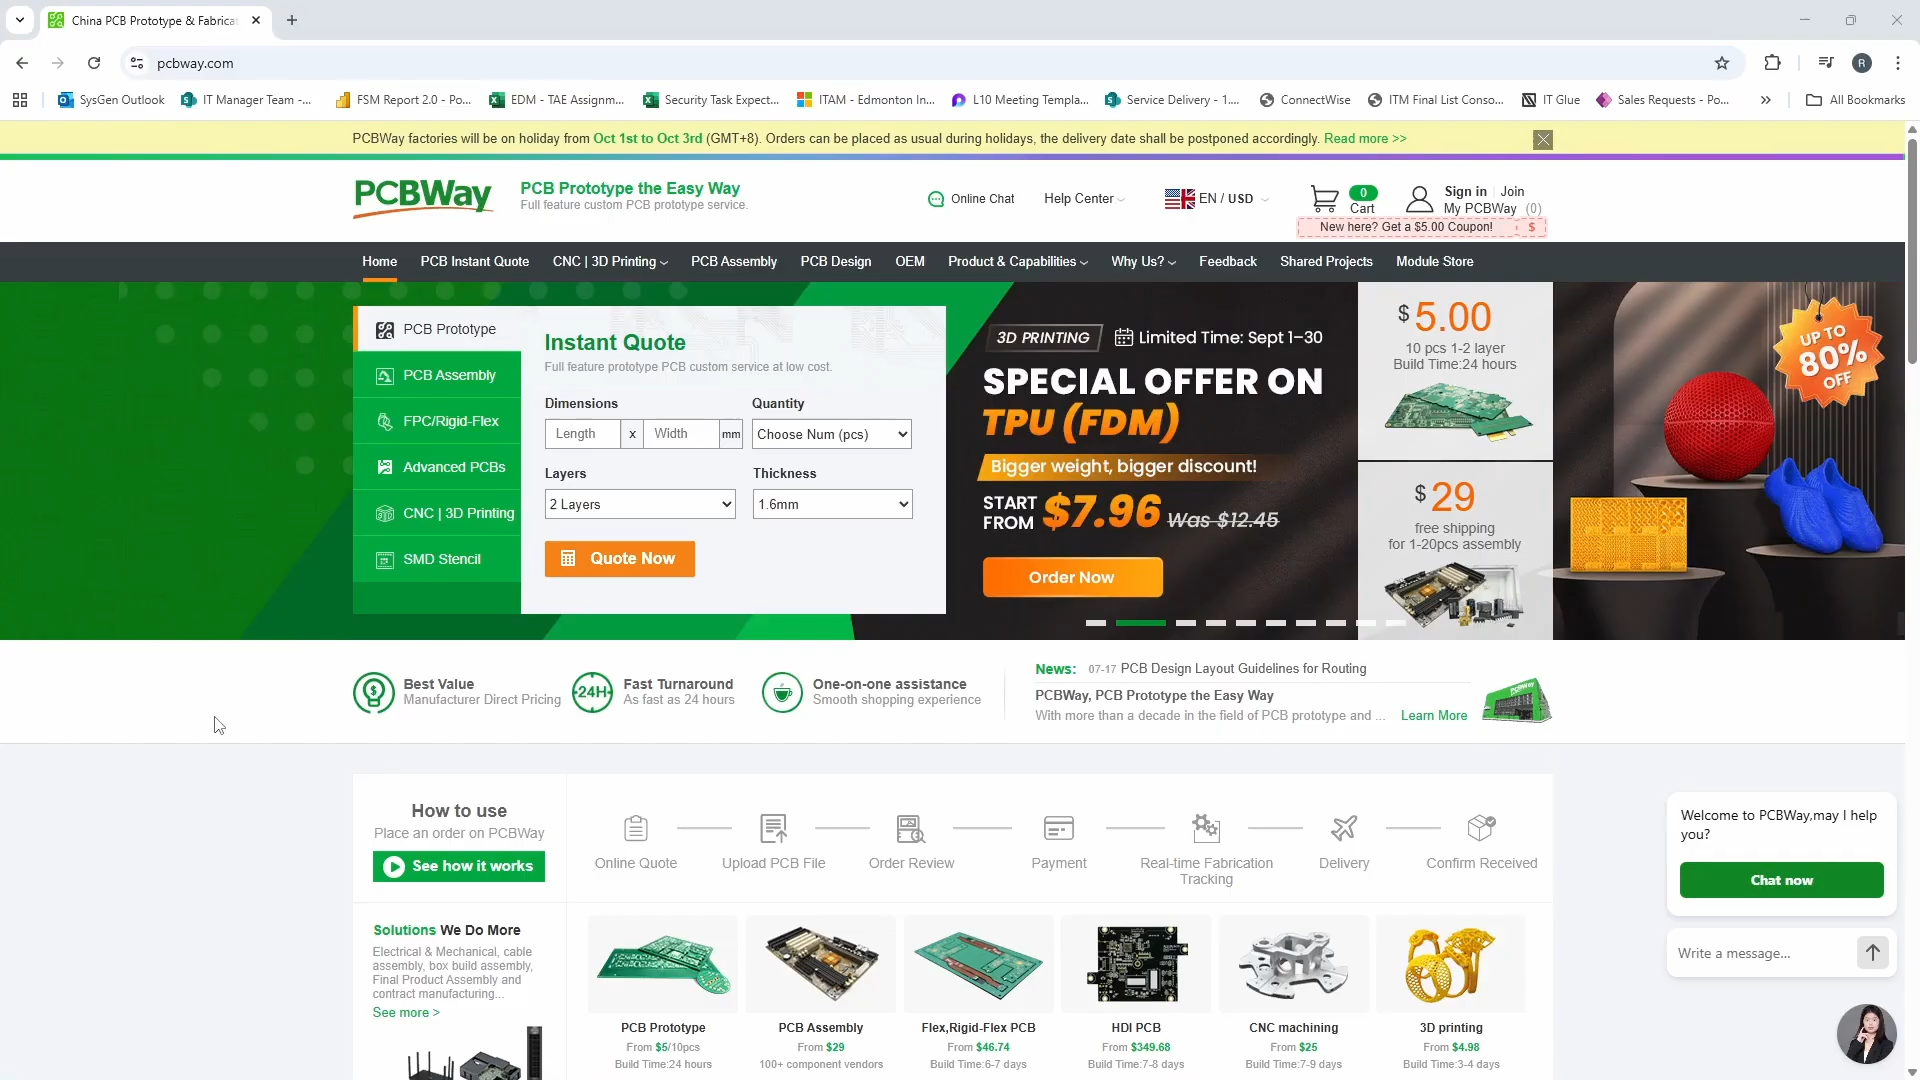 China PCB Prototype & Fabrica
pcbway.com
SysGen Outlook
IT Manager Team -...
FSM Report 2.0 - Po...
EDM - TAE Assignm...
Security Task Expect...
ITAM - Edmonton In...
L10 Meeting Templa...
Service Delivery - 1....
ConnectWise
ITM Final List Conso...
IT Glue
Sales Requests - Po...
All Bookmarks
PCBWay factories will be on holiday from Oct 1st to Oct 3rd (GMT+8). Orders can be placed as usual during holidays, the delivery date shall be postponed accordingly. Read more >>
PCBWay
PCB Prototype the Easy Way
Full feature custom PCB prototype service.
Online Chat
Help Center
EN / USD
0
Cart
Sign in
Join
My PCBWay (0)
New here? Get a $5.00 Coupon!
$
Home
PCB Instant Quote
CNC | 3D Printing
PCB Assembly
PCB Design
OEM
Product & Capabilities
Why Us?
Feedback
Shared Projects
Module Store
PCB Prototype
PCB Assembly
FPC/Rigid-Flex
Advanced PCBs
CNC | 3D Printing
SMD Stencil
Instant Quote
Full feature prototype PCB custom service at low cost.
Dimensions
Quantity
Length
x
Width
mm
Choose Num (pcs)
Layers
Thickness
2 Layers
1.6mm
Quote Now
3D PRINTING
Limited Time: Sept 1–30
SPECIAL OFFER ON
TPU (FDM)
Bigger weight, bigger discount!
START
FROM
$7.96
Was $12.45
Order Now
$ 5.00
10 pcs 1-2 layer
Build Time:24 hours
$ 29
free shipping
for 1-20pcs assembly
UP TO
80%
OFF
Best Value
Manufacturer Direct Pricing
24H
Fast Turnaround
As fast as 24 hours
One-on-one assistance
Smooth shopping experience
News: 07-17 PCB Design Layout Guidelines for Routing
PCBWay, PCB Prototype the Easy Way
With more than a decade in the field of PCB prototype and ... Learn More
PCBWay
How to use
Place an order on PCBWay
See how it works
Online Quote
Upload PCB File
Order Review
Payment
Real-time Fabrication
Tracking
Delivery
Confirm Received
Solutions We Do More
Electrical & Mechanical, cable
assembly, box build assembly,
Final Product Assembly and
contract manufacturing...
See more >
PCB Prototype
From $5/10pcs
Build Time:24 hours
PCB Assembly
From $29
100+ component vendors
Flex,Rigid-Flex PCB
From $46.74
Build Time:6-7 days
HDI PCB
From $349.68
Build Time:7-8 days
CNC machining
From $25
Build Time:7-9 days
3D printing
From $4.98
Build Time:3-4 days
Welcome to PCBWay,may I help
you?
Chat now
Write a message...
R